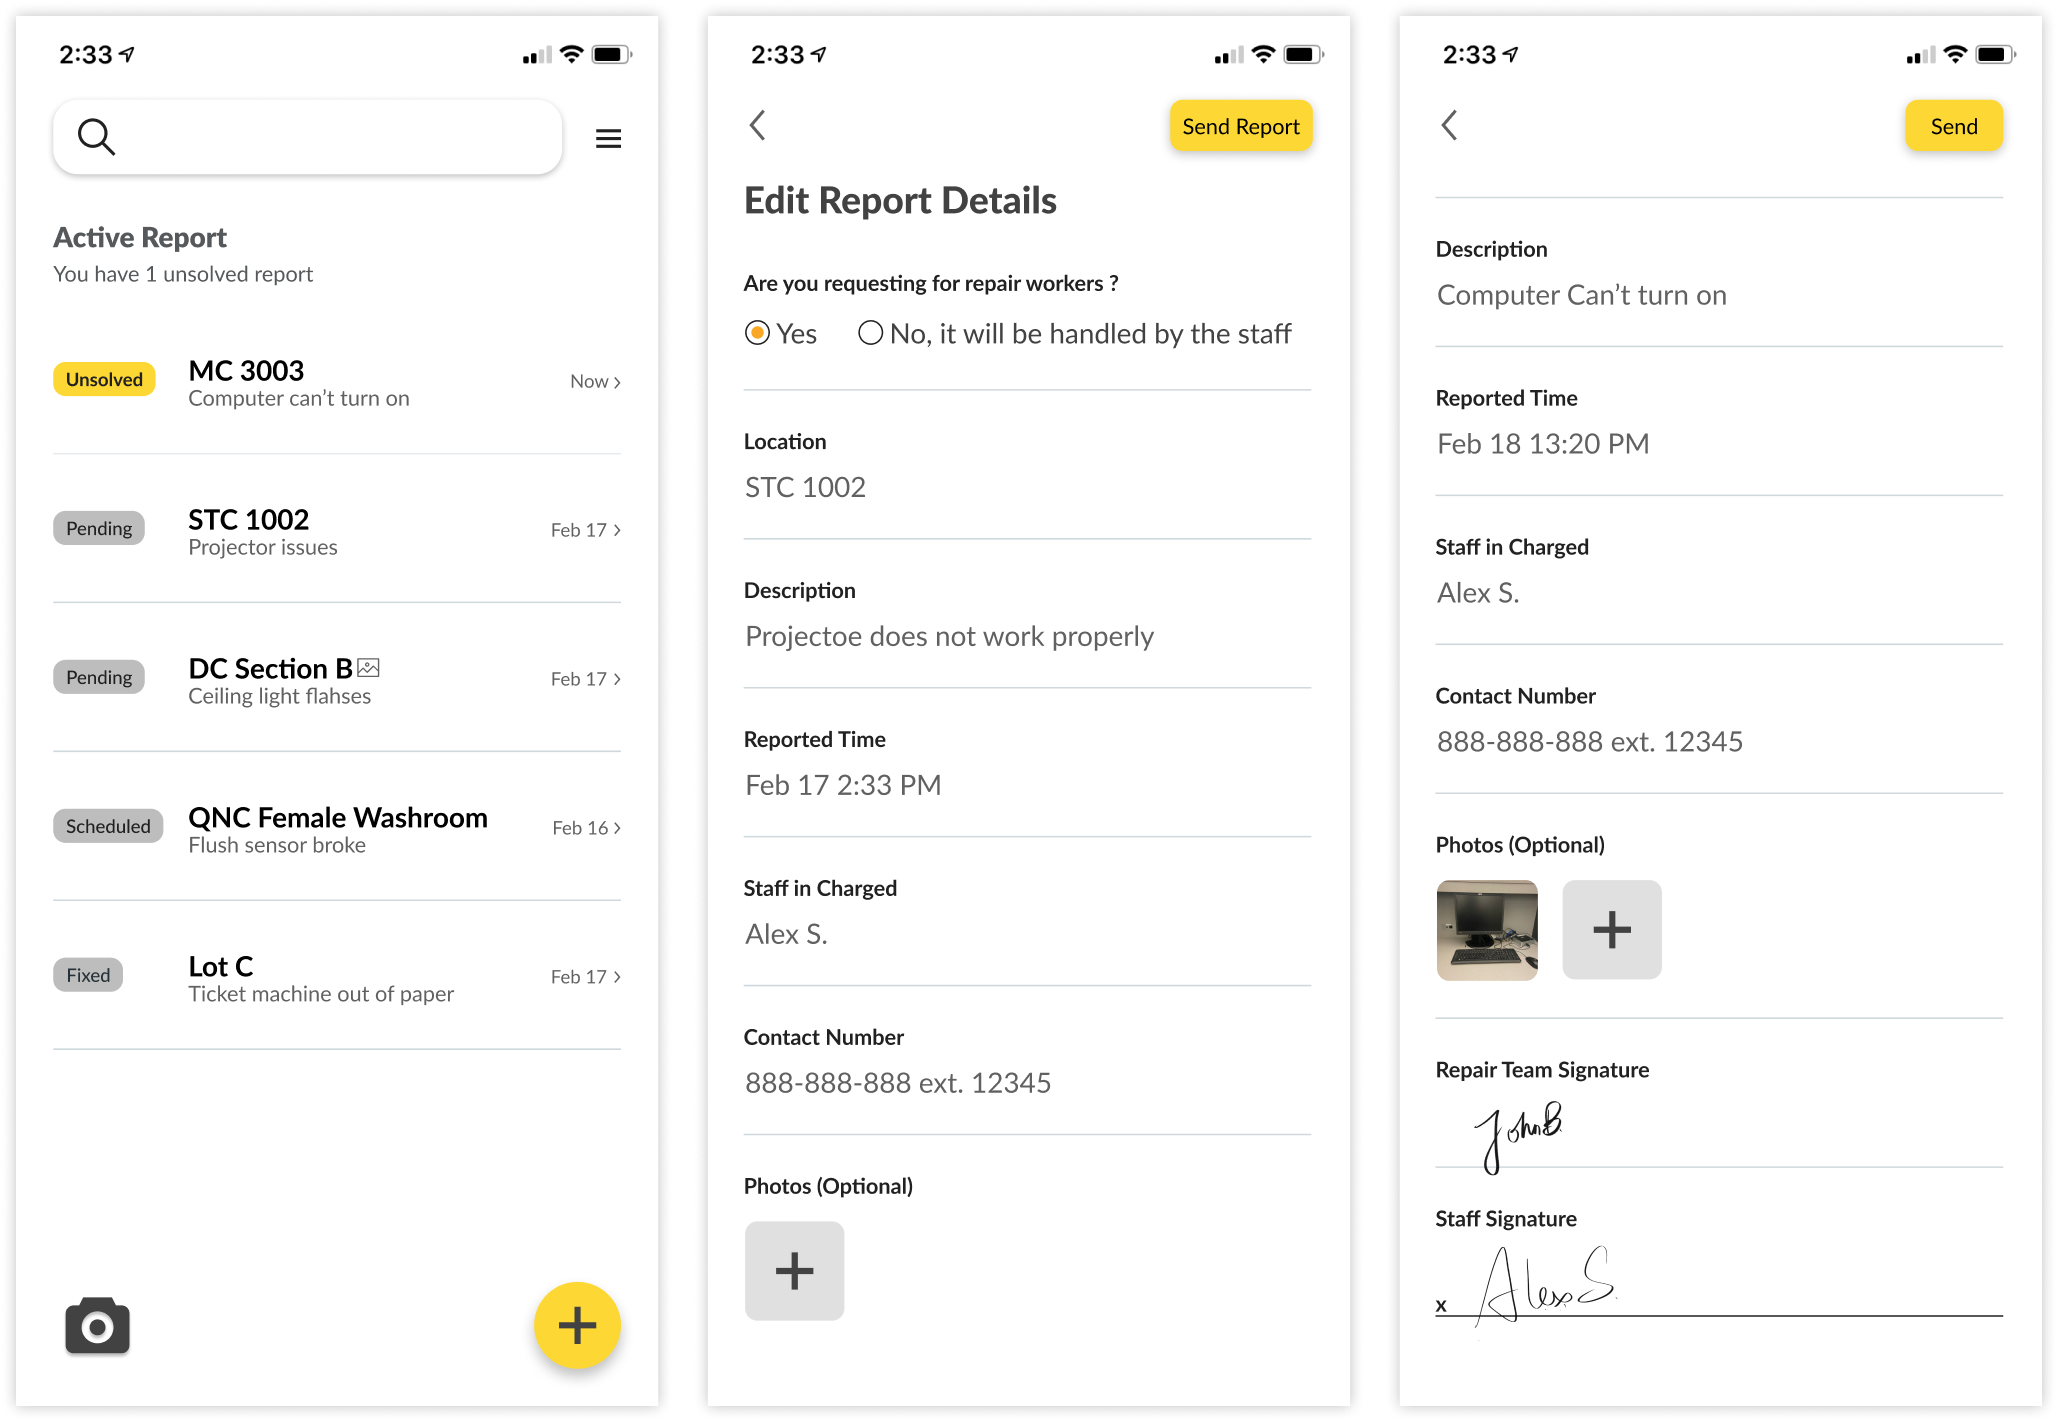 2:33
Active Report
You have 1 unsolved report
Unsolved
MC 3003
Computer can’t turn on
Now
Pending
STC 1002
Projector issues
Feb 17
Pending
DC Section B
Ceiling light flahses
Feb 17
Scheduled
QNC Female Washroom
Flush sensor broke
Feb 16
Fixed
Lot C
Ticket machine out of paper
Feb 17
2:33
Send Report
Edit Report Details
Are you requesting for repair workers ?
Yes
No, it will be handled by the staff
Location
STC 1002
Description
Projectoe does not work properly
Reported Time
Feb 17 2:33 PM
Staff in Charged
Alex S.
Contact Number
888-888-888 ext. 12345
Photos (Optional)
2:33
Send
Description
Computer Can’t turn on
Reported Time
Feb 18 13:20 PM
Staff in Charged
Alex S.
Contact Number
888-888-888 ext. 12345
Photos (Optional)
Repair Team Signature
John B
Staff Signature
x Alex S.